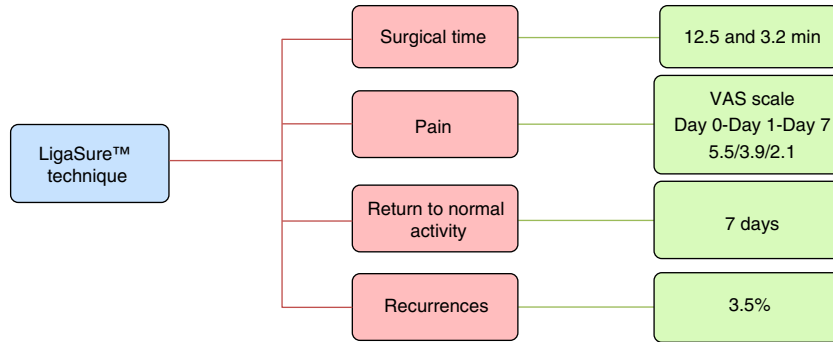 LigaSure™
technique
Surgical time
12.5 and 3.2 min
Pain
VAS scale
Day 0-Day 1-Day 7
5.5/3.9/2.1
Return to normal
activity
7 days
Recurrences
3.5%